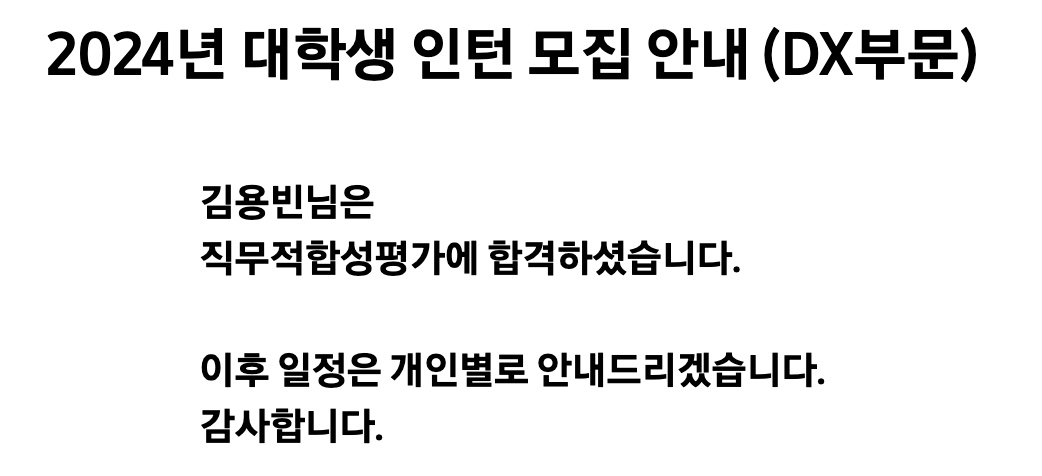 2024년 대학생 인턴 모집 안내 (DX부문)
김용빈님은
직무적합성평가에 합격하셨습니다.
이후 일정은 개인별로 안내드리겠습니다.
감사합니다.